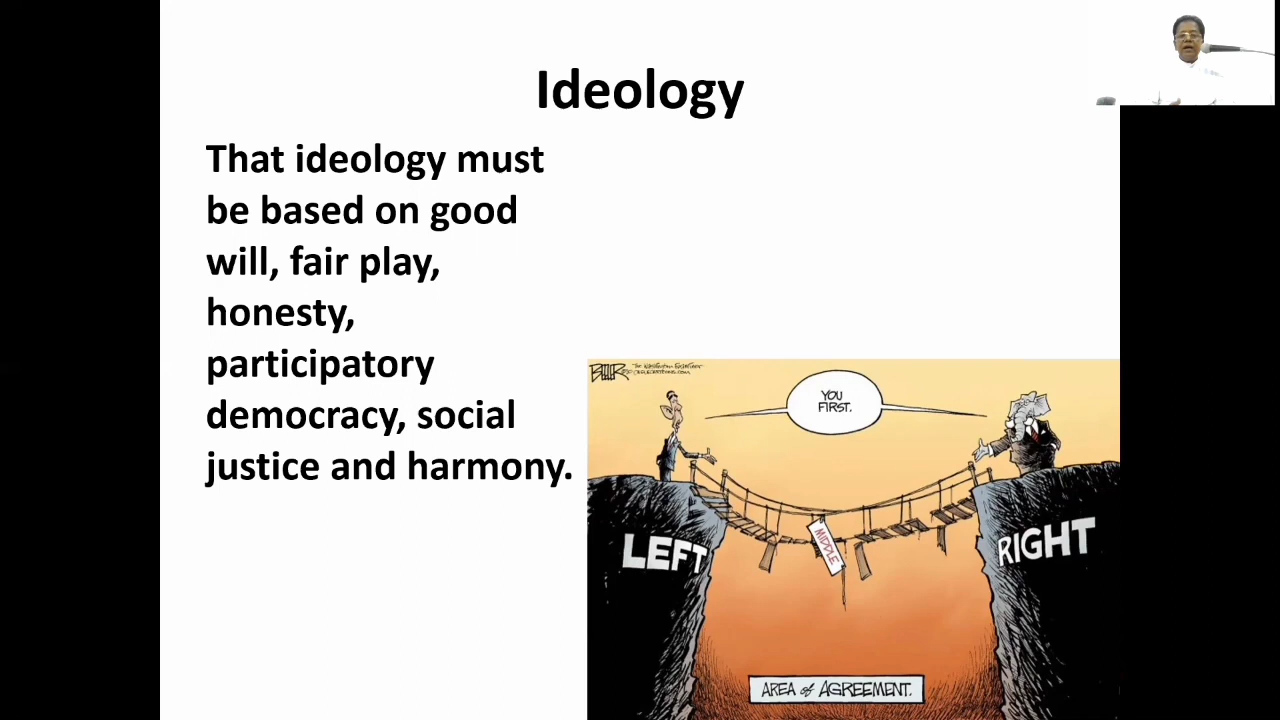 Ideology
That ideology must
be based on good
will, fair play,
honesty,
participatory
democracy, social
justice and harmony.
YOU
FIRST.
MIDDLE
LEFT
RIGHT
AREA of AGREEMENT.